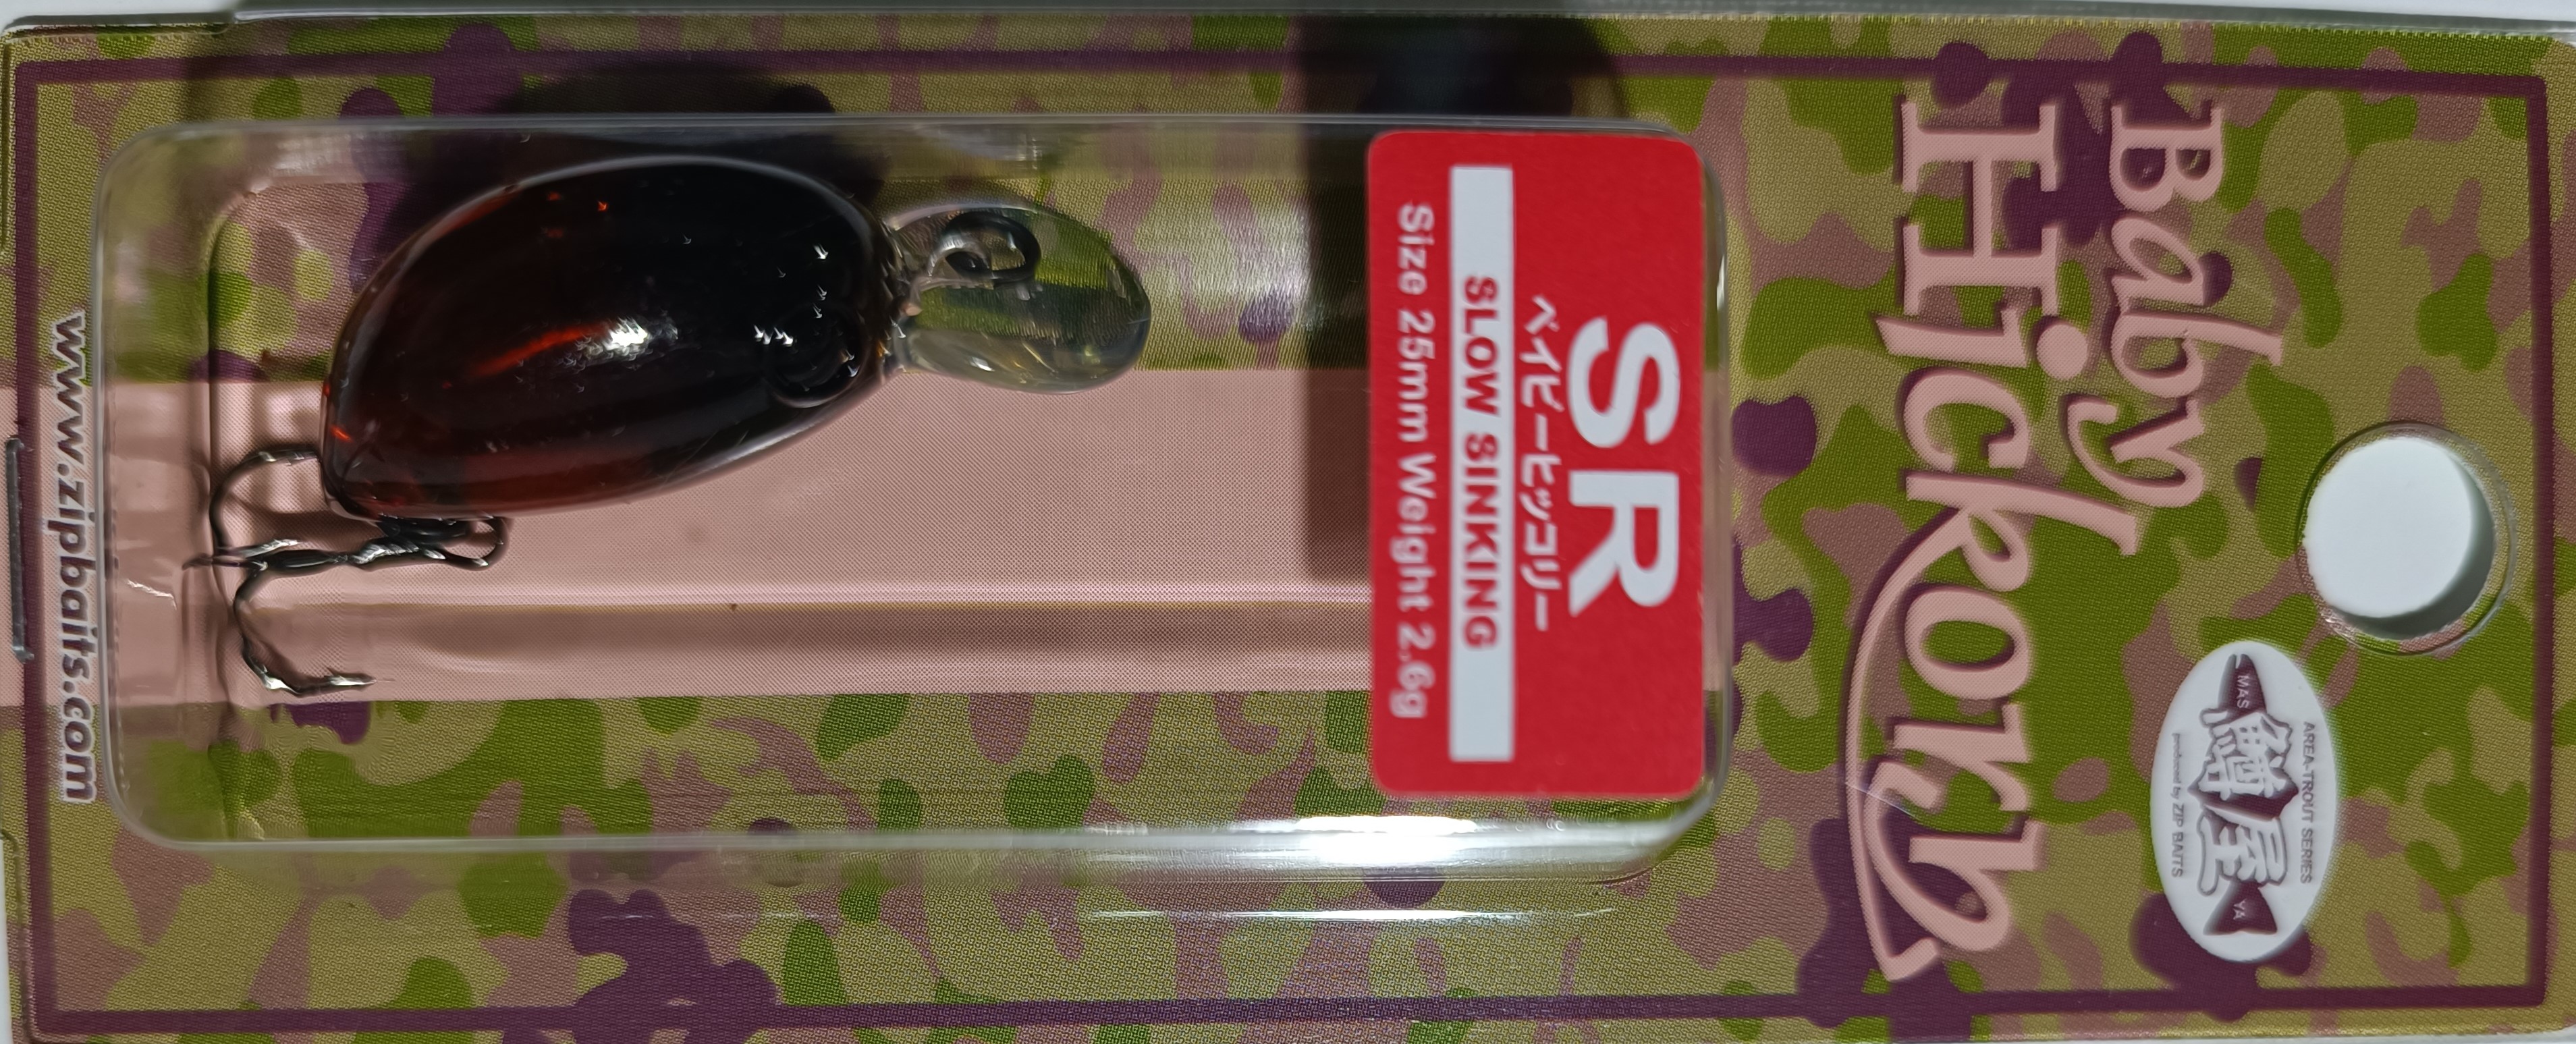 Baby
Hickory
AREA-TROUT SERIES
MAS
鱒屋
YA
produced by ZIP BAITS
SR
ベイビーヒッコリー
SLOW SINKING
Size 25mm Weight 2.6g
www.zipbaits.com